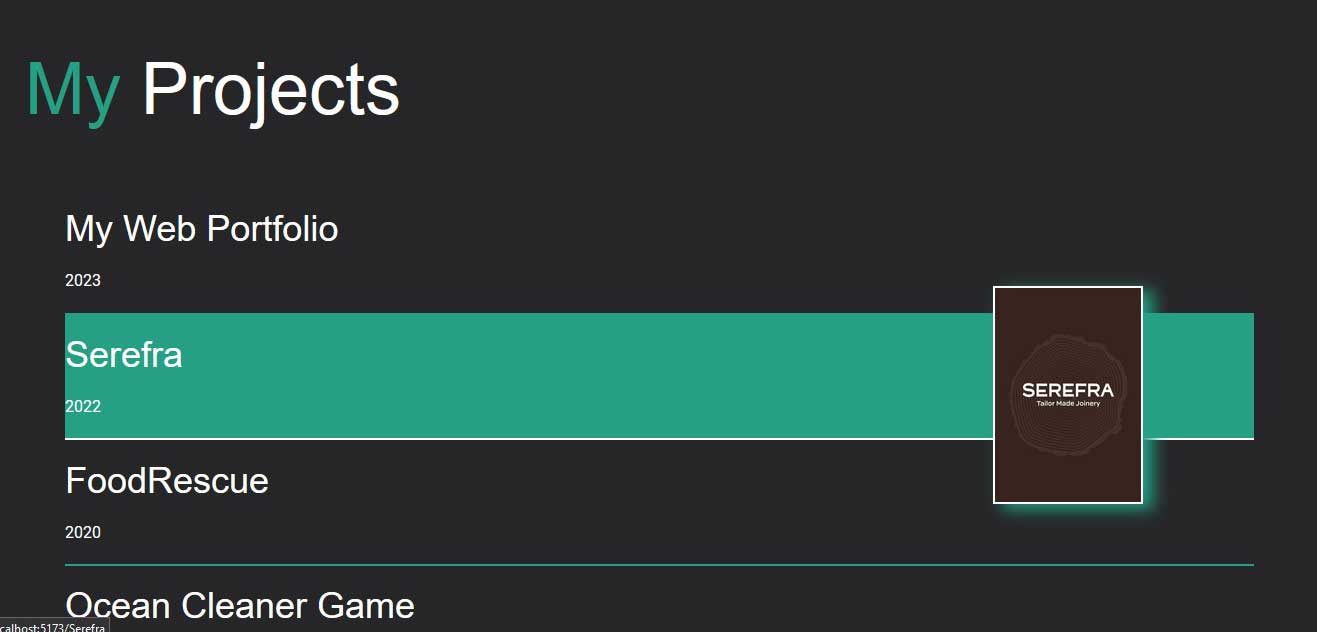 My Projects
My Web Portfolio
2023
Serefra
2022
SEREFRA
Tailor Made Joinery
FoodRescue
2020
Ocean Cleaner Game
calhost:5173/Serefra